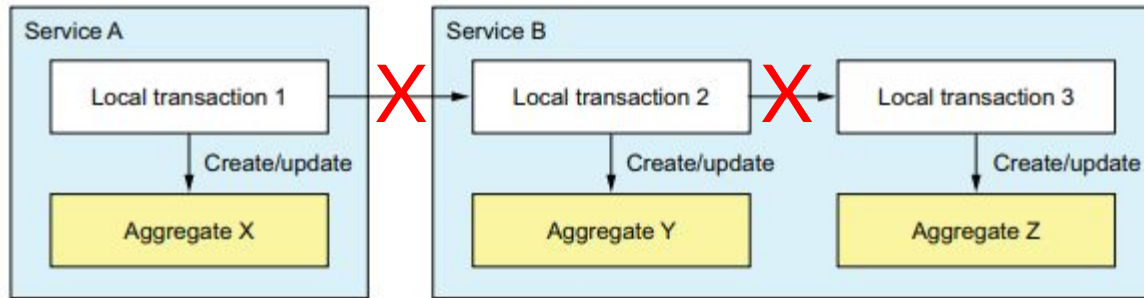 Service A
Service B
Local transaction 1
X
Local transaction 2
X
Local transaction 3
Create/update
Create/update
Create/update
Aggregate X
Aggregate Y
Aggregate Z